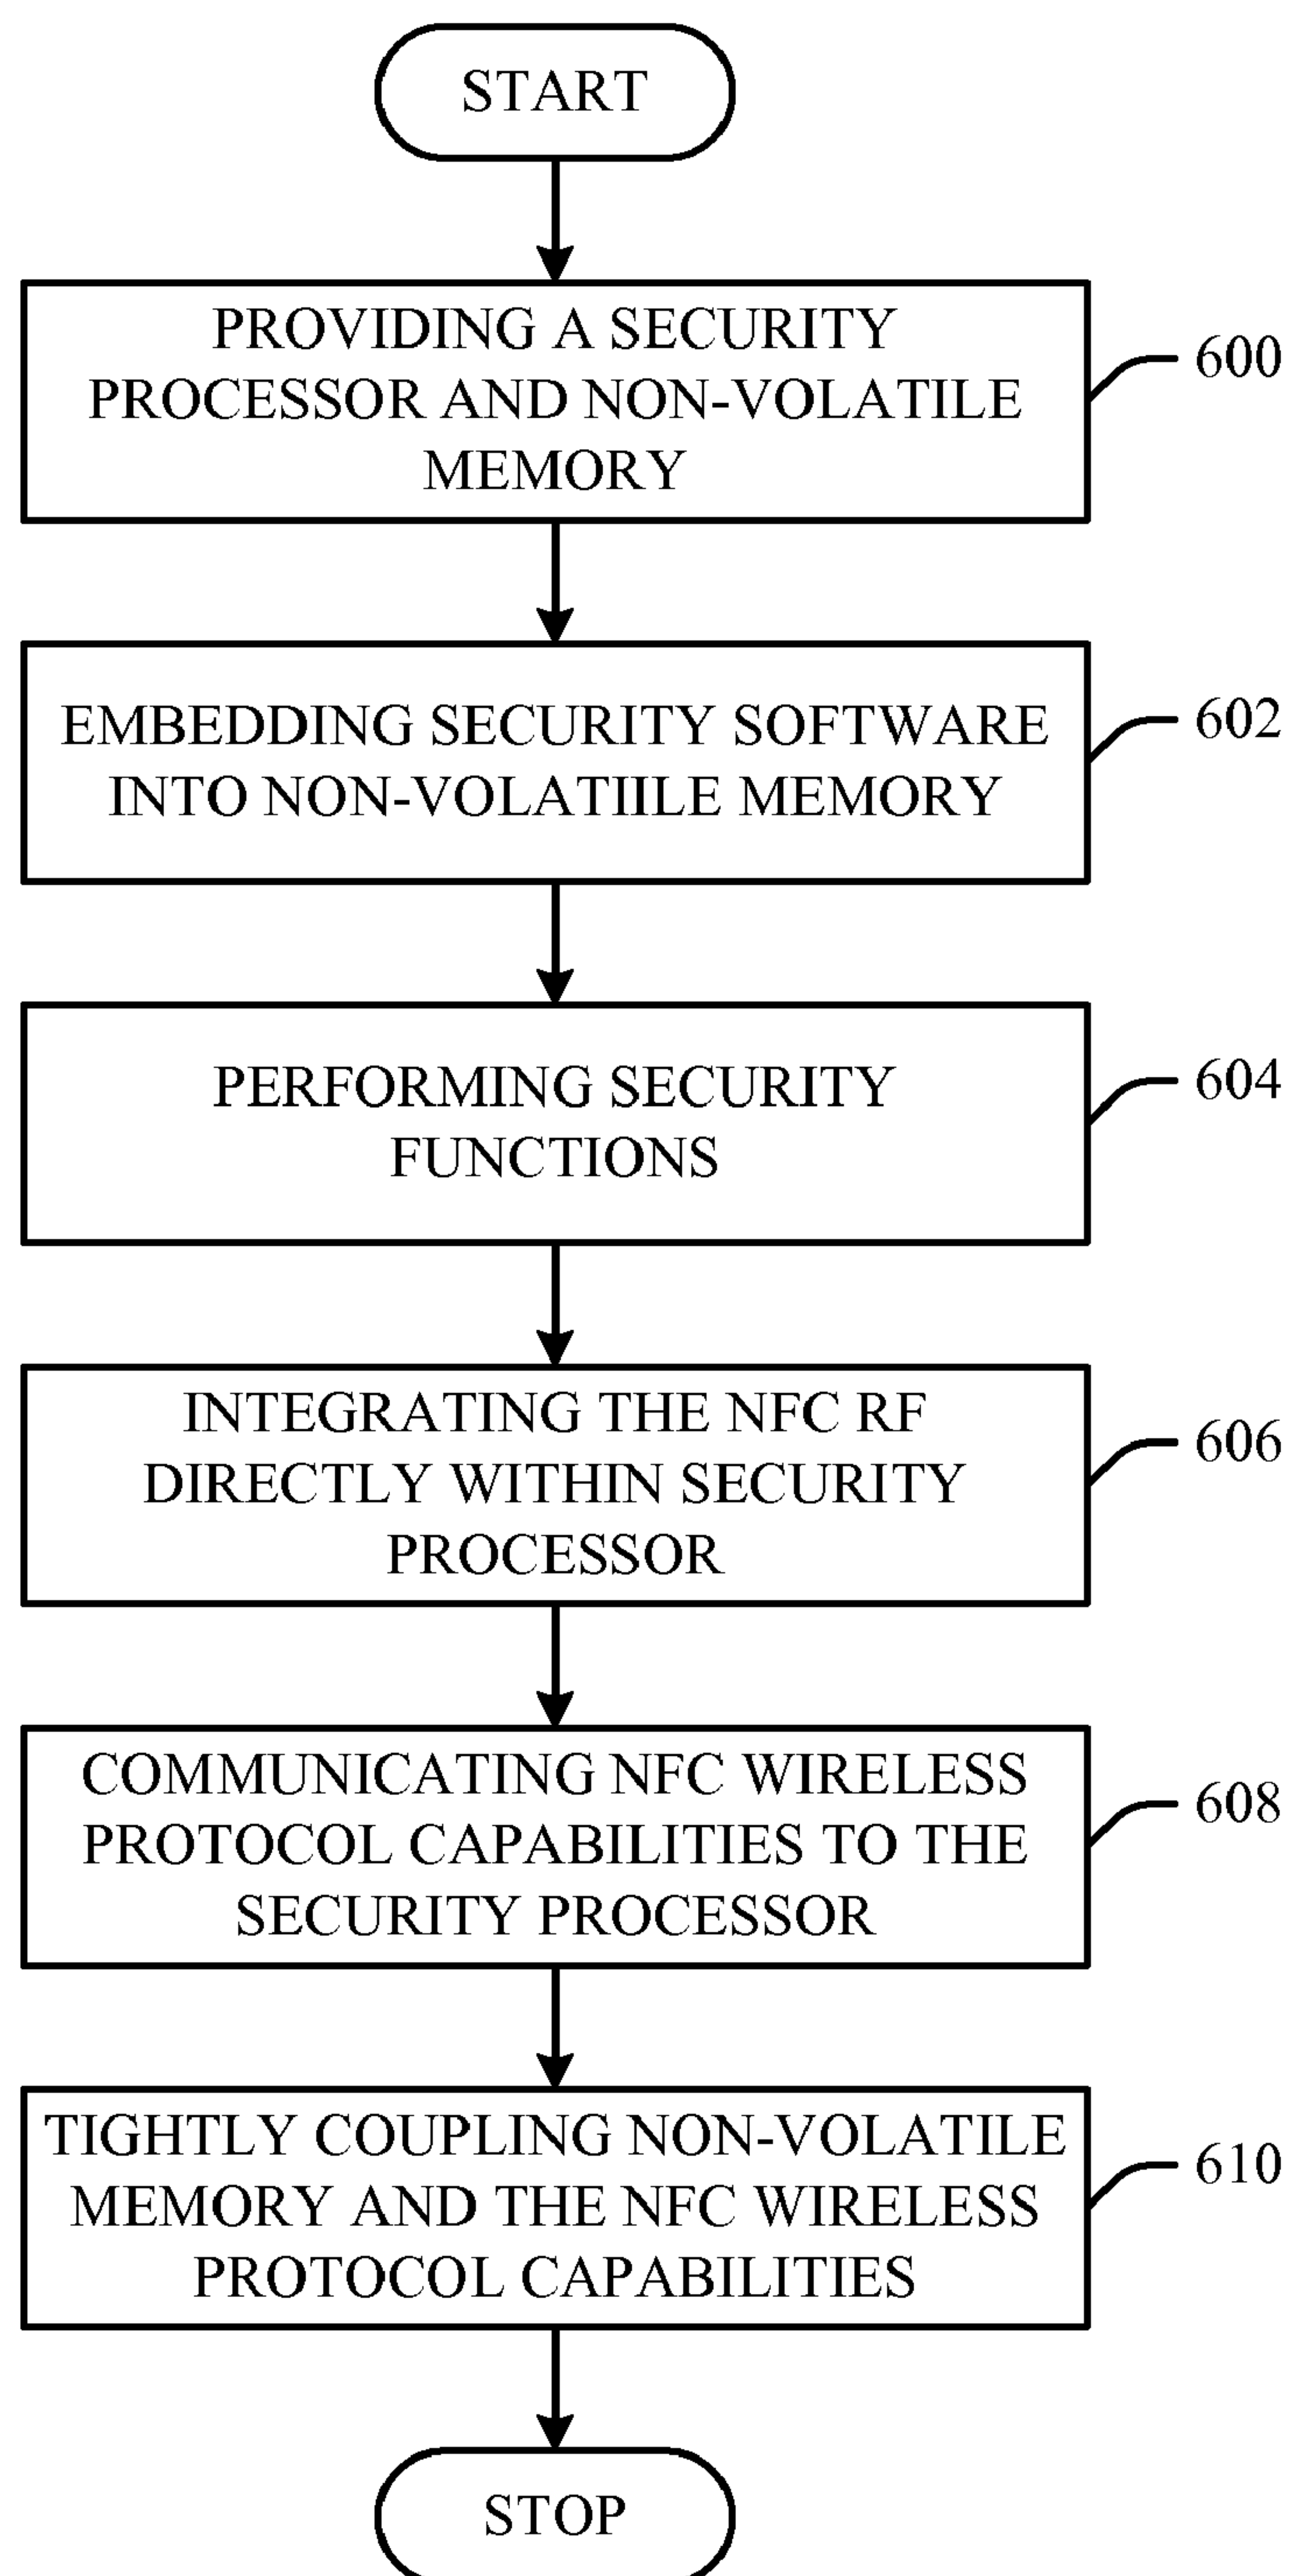 START
PROVIDING A SECURITY
PROCESSOR AND NON-VOLATILE
MEMORY
600
EMBEDDING SECURITY SOFTWARE
INTO NON-VOLATIILE MEMORY
602
PERFORMING SECURITY
FUNCTIONS
604
INTEGRATING THE NFC RF
DIRECTLY WITHIN SECURITY
PROCESSOR
606
COMMUNICATING NFC WIRELESS
PROTOCOL CAPABILITIES TO THE
SECURITY PROCESSOR
608
TIGHTLY COUPLING NON-VOLATILE
MEMORY AND THE NFC WIRELESS
PROTOCOL CAPABILITIES
610
STOP